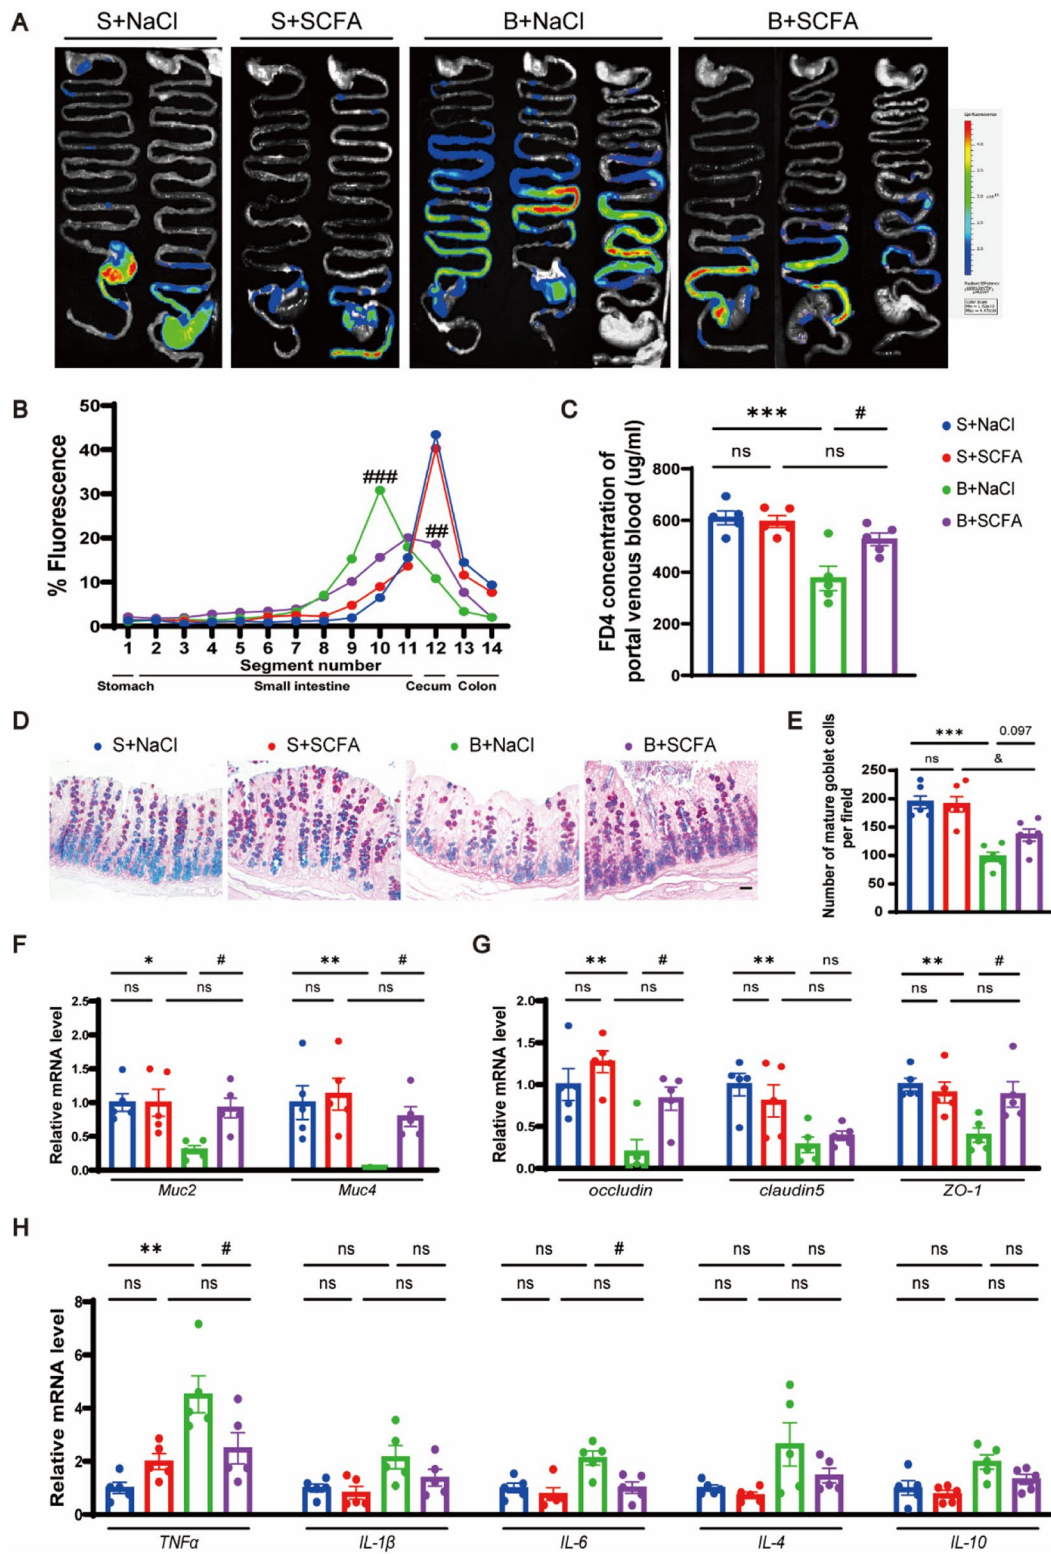 A
S+NaCl S+SCFA B+NaCl B+SCFA
B
50
40
30
20
10
0
% Fluorescence
###
##
1 2 3 4 5 6 7 8 9 10 11 12 13 14
Segment number
Stomach Small intestine Cecum Colon
C
*** #
ns ns
FD4 concentration of
portal venous blood (ug/ml)
800
600
400
200
0
S+NaCl
S+SCFA
B+NaCl
B+SCFA
D
S+NaCl S+SCFA B+NaCl B+SCFA
E
*** 0.097
ns &
Number of mature goblet cells
per fireld
250
200
150
100
50
0
F
* # ** #
ns ns ns ns
Relative mRNA level
2.5
2.0
1.5
1.0
0.5
0.0
Muc2 Muc4
G
** # ** ns ** #
ns ns ns ns ns ns
Relative mRNA level
2.0
1.5
1.0
0.5
0.0
occludin claudin5 ZO-1
H
** # ns ns ns # ns ns ns ns
ns ns ns ns ns ns ns ns ns ns
Relative mRNA level
8
6
4
2
0
TNFα IL-1β IL-6 IL-4 IL-10